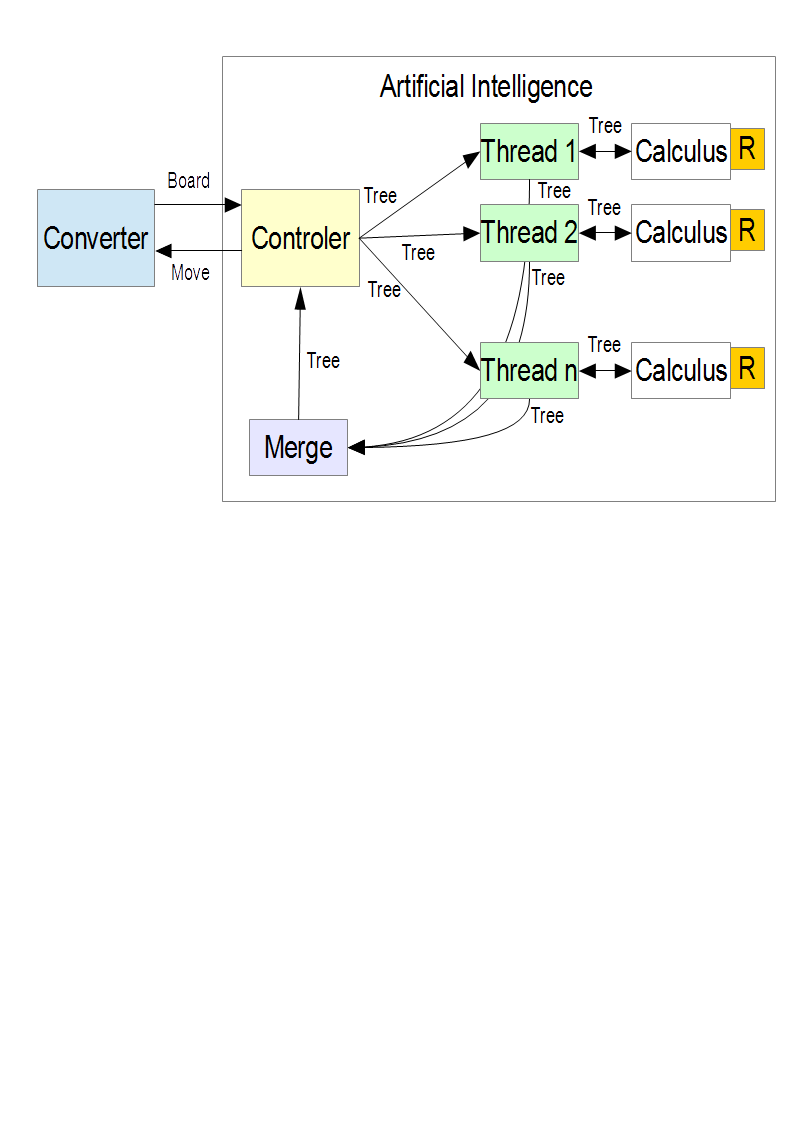 Artificial Intelligence
Tree
Thread 1
Calculus
R
Board
Tree
Tree
Converter
Controler
Thread 2
Tree
Calculus
R
Tree
Move
Tree
Tree
Tree
Thread n
Tree
Calculus
R
Tree
Merge